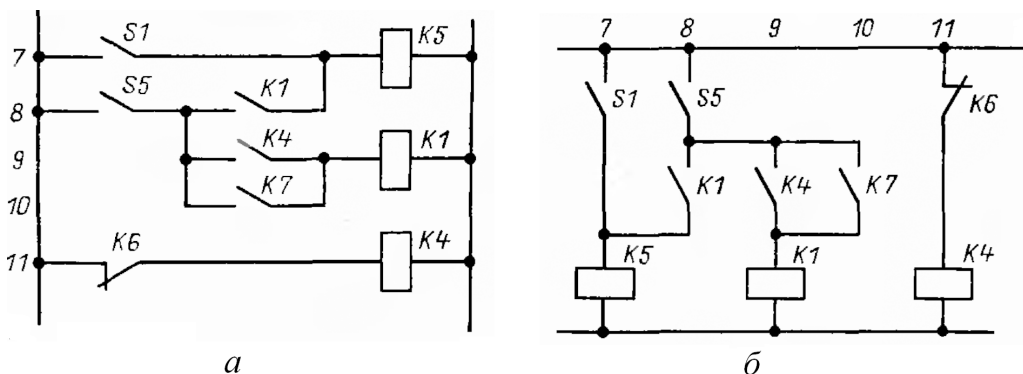 7 S1 K5
8 S5 K1
9 K4 K1
10 K7
11 K6 K4
а
7 8 9 10 11
S1 S5 K6
K1 K4 K7
K5 K1 K4
б